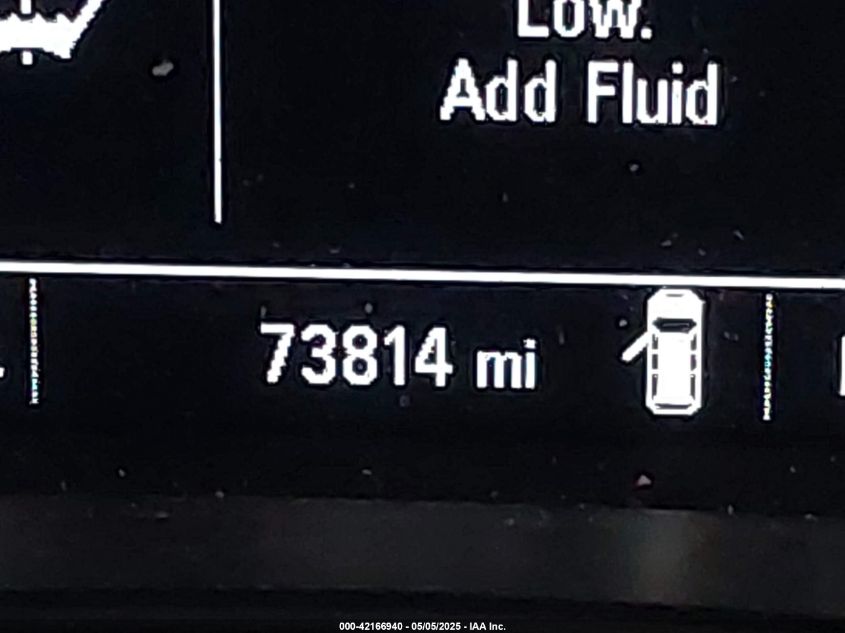 Low.
Add Fluid
73814 mi
000-42166940 - 05/05/2025 - IAA Inc.